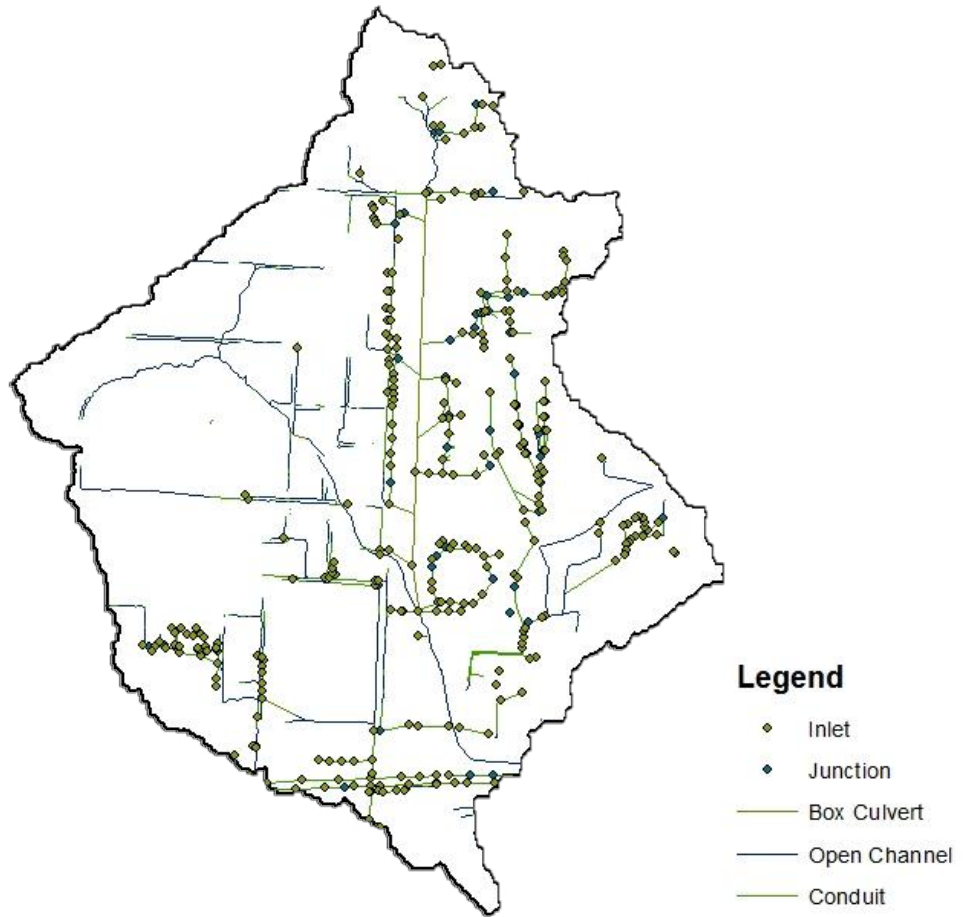 Legend
Inlet
Junction
Box Culvert
Open Channel
Conduit